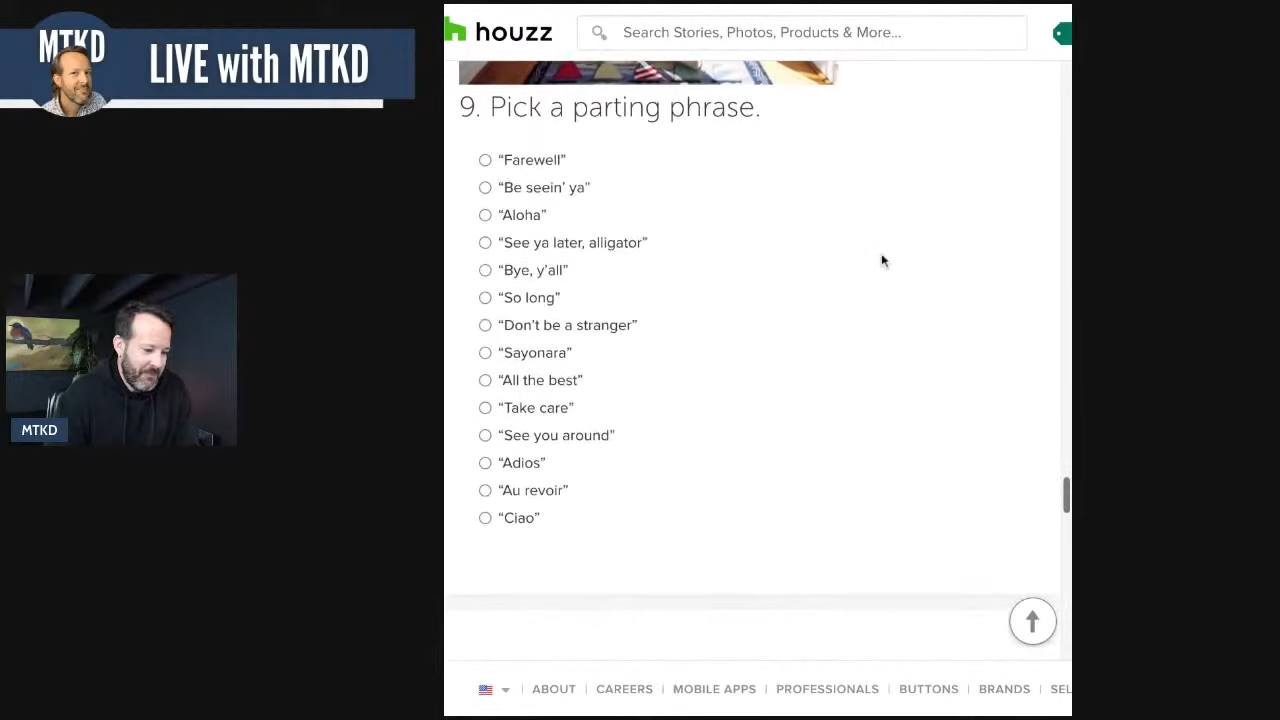 MTKD
LIVE with MTKD
MTKD
houzz
Search Stories, Photos, Products & More...
9. Pick a parting phrase.
“Farewell”
“Be seein’ ya”
“Aloha”
“See ya later, alligator”
“Bye, y’all”
“So long”
“Don’t be a stranger”
“Sayonara”
“All the best”
“Take care”
“See you around”
“Adios”
“Au revoir”
“Ciao”
ABOUT | CAREERS | MOBILE APPS | PROFESSIONALS | BUTTONS | BRANDS | SEL